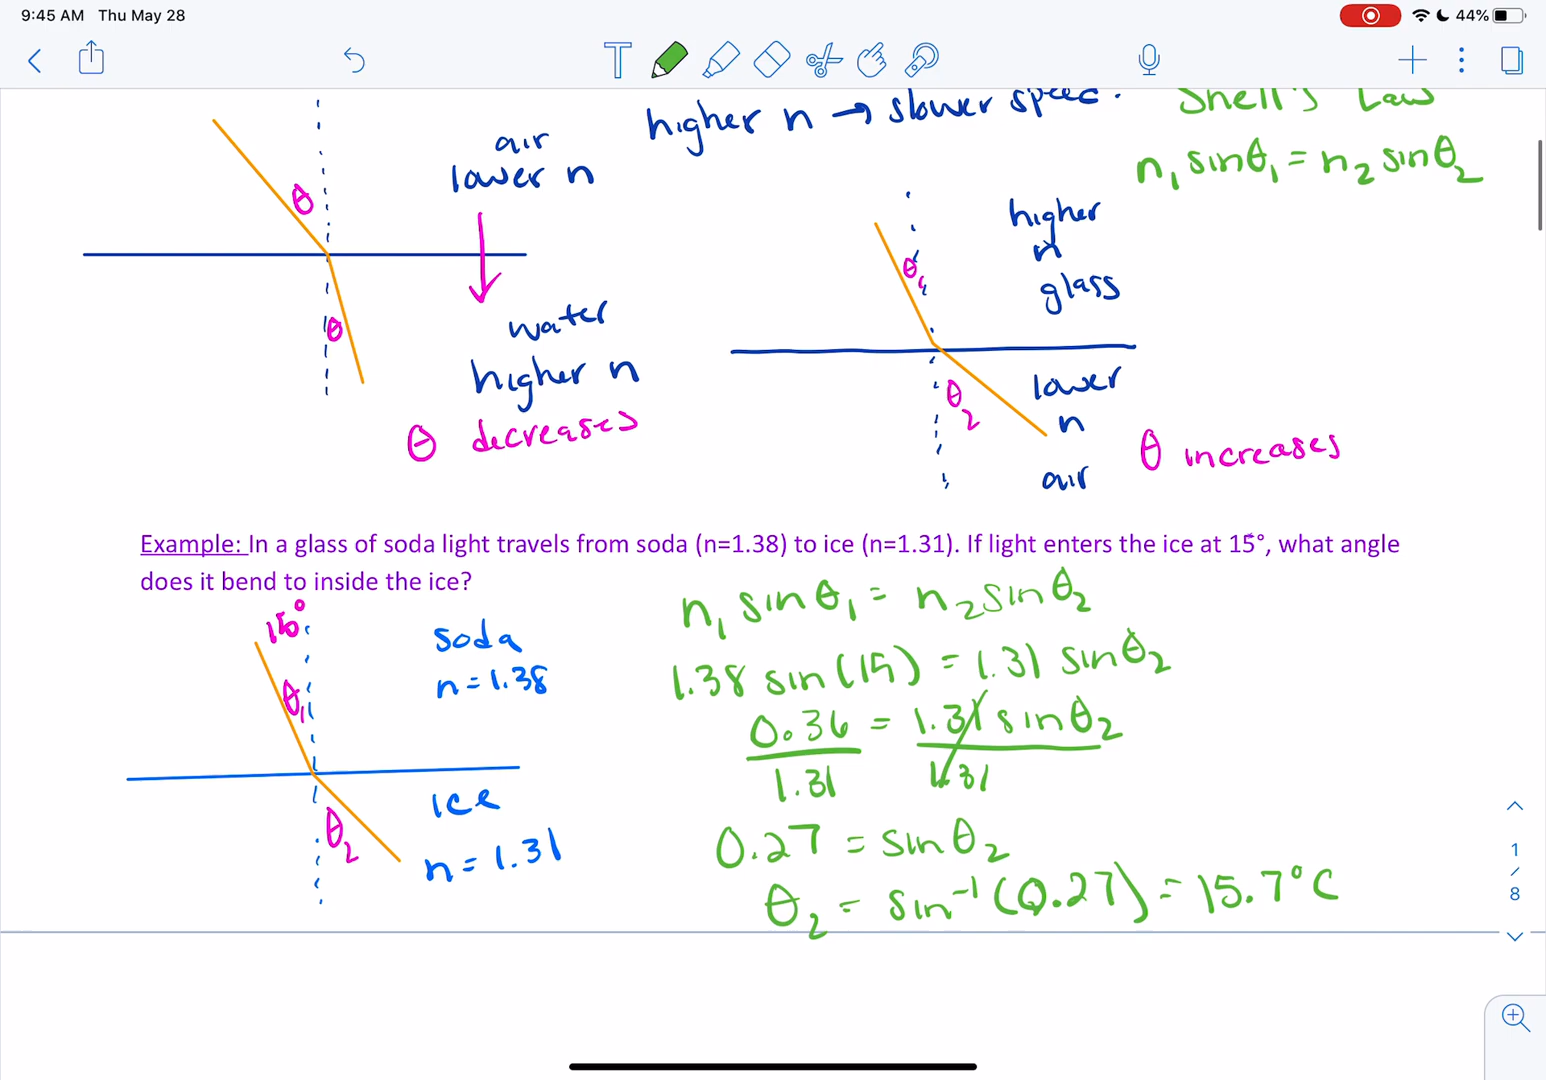 9:45 AM Thu May 28
44%
higher n → slower speed.
Snell's Law
n₁ sinθ₁ = n₂ sinθ₂
air
lower n
θ
θ
water
higher n
θ decreases
higher
n
glass
θ₁
θ₂
lower
n
air
θ increases
Example: In a glass of soda light travels from soda (n=1.38) to ice (n=1.31). If light enters the ice at 15°, what angle
does it bend to inside the ice?
15°
θ₁
soda
n = 1.38
θ₂
ice
n = 1.31
n₁ sinθ₁ = n₂ sinθ₂
1.38 sin(15) = 1.31 sinθ₂
0.36 = 1.31 sinθ₂
1.31 1.31
0.27 = sinθ₂
θ₂ = sin⁻¹(0.27) = 15.7°C
1
/
8